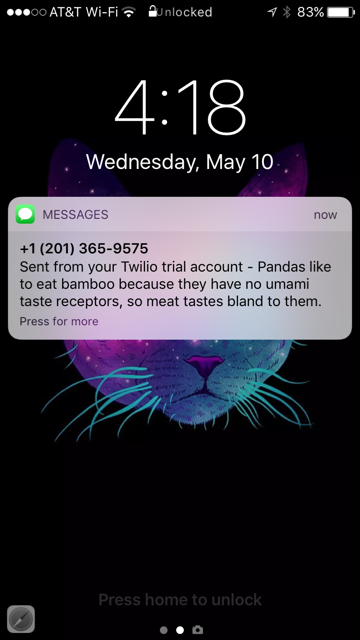 AT&T Wi-Fi Unlocked 83%
4:18
Wednesday, May 10
MESSAGES now
+1 (201) 365-9575
Sent from your Twilio trial account - Pandas like
to eat bamboo because they have no umami
taste receptors, so meat tastes bland to them.
Press for more
Press home to unlock